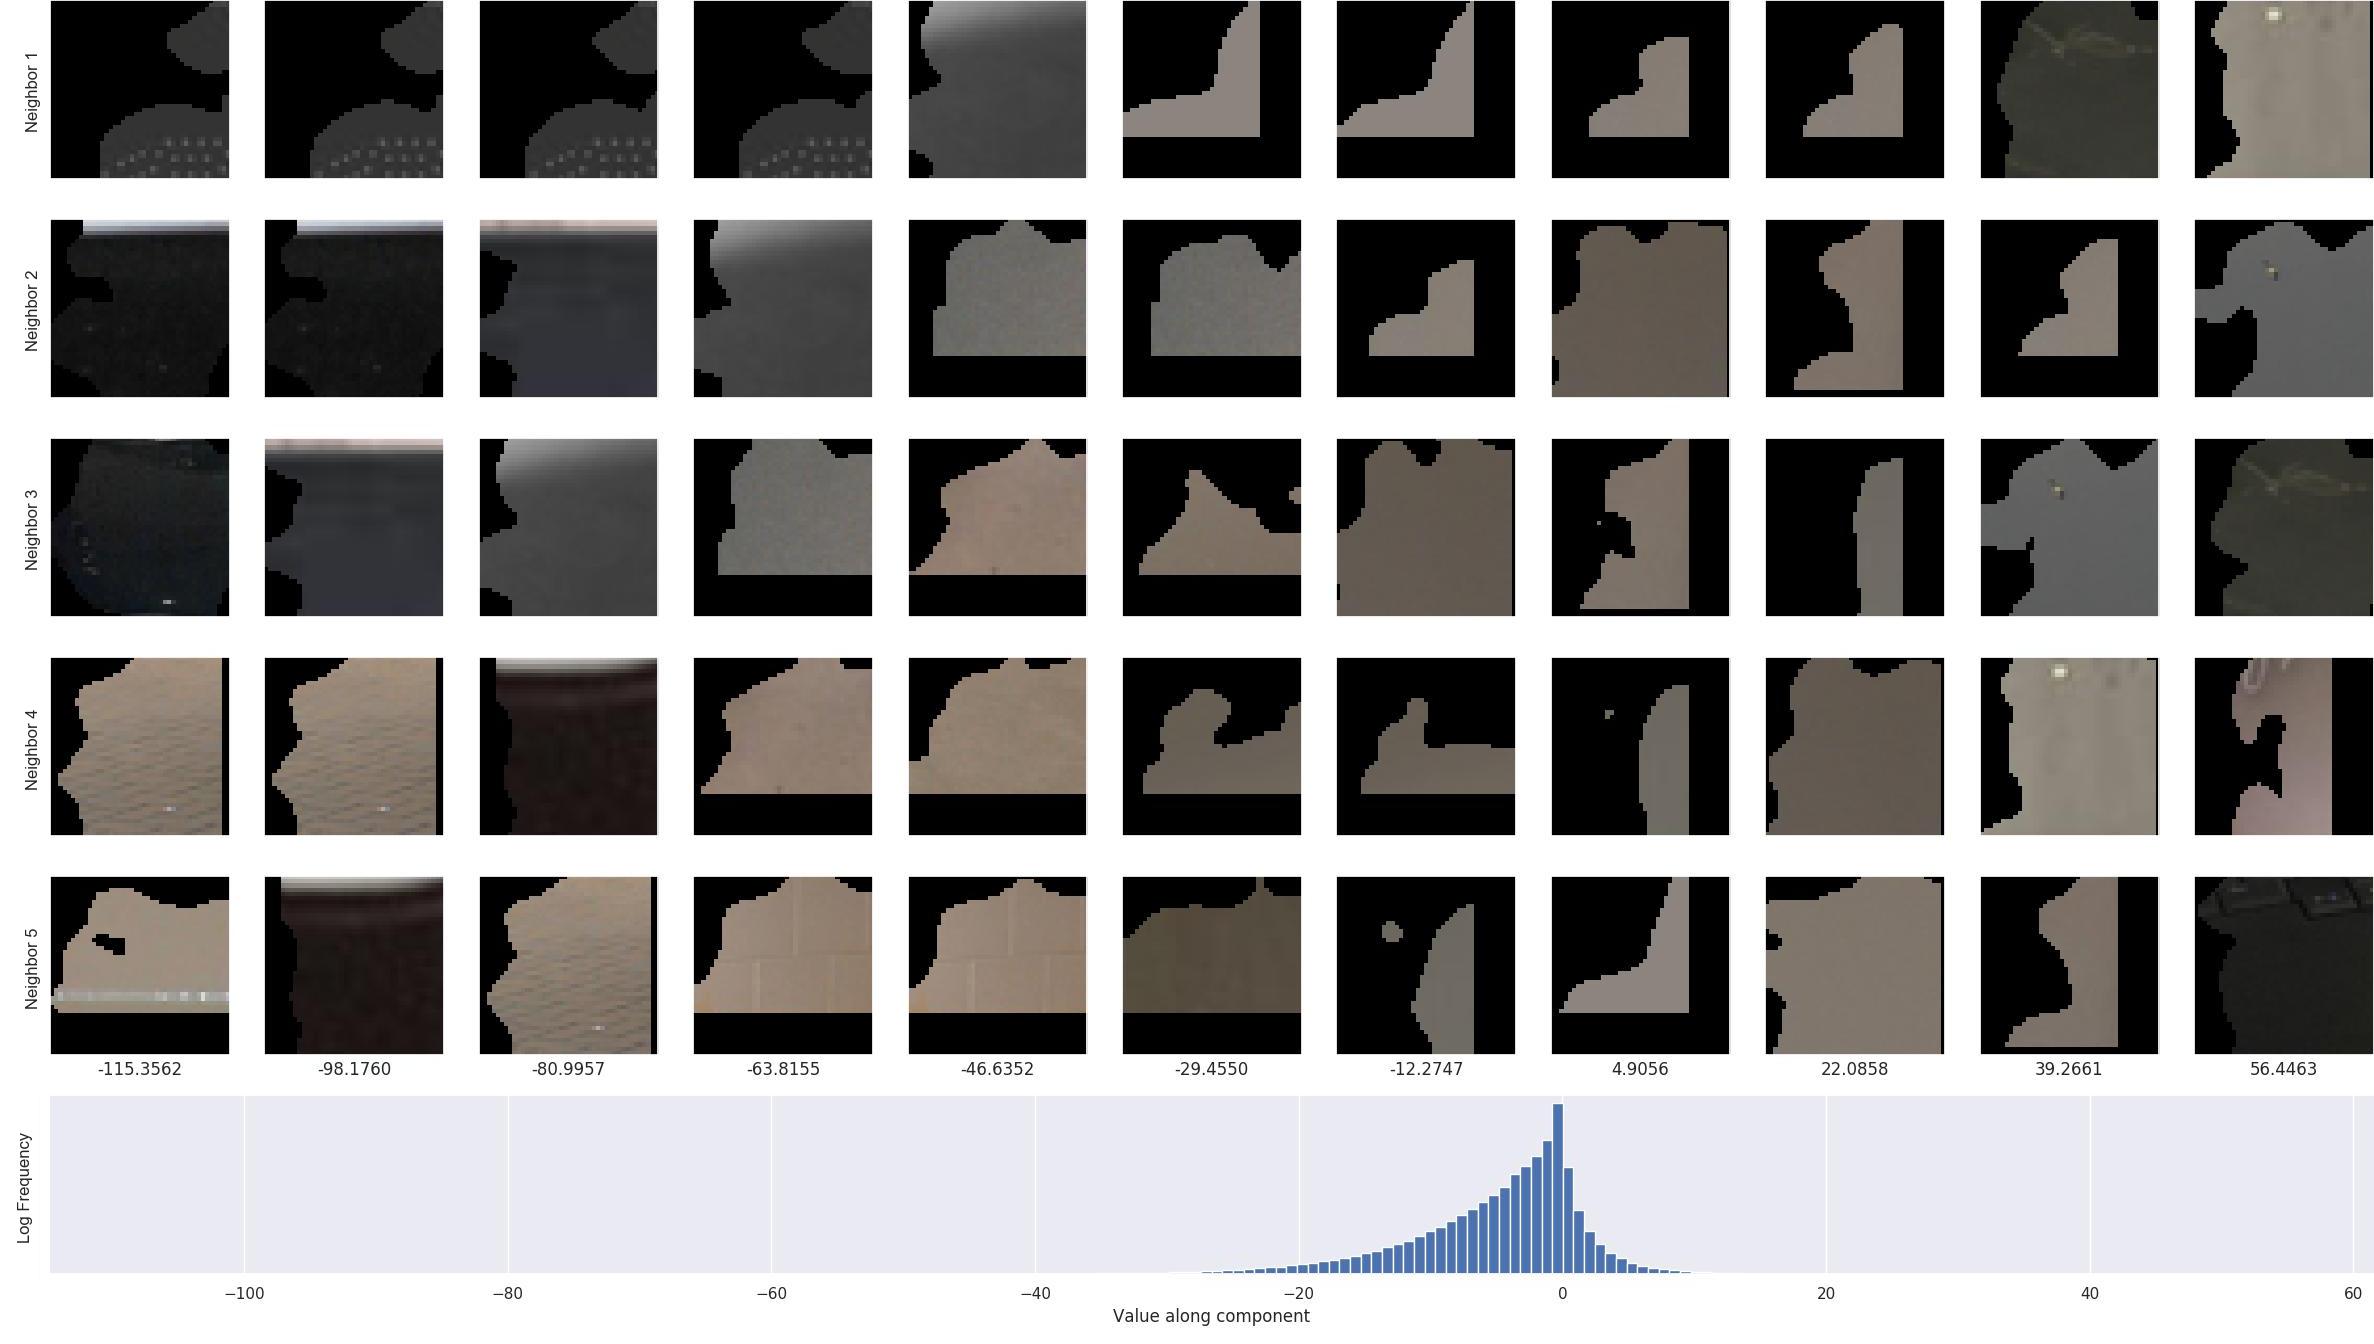 Neighbor 1
Neighbor 2
Neighbor 3
Neighbor 4
Neighbor 5
-115.3562 -98.1760 -80.9957 -63.8155 -46.6352 -29.4550 -12.2747 4.9056 22.0858 39.2661 56.4463
Log Frequency
−100 −80 −60 −40 −20 0 20 40 60
Value along component